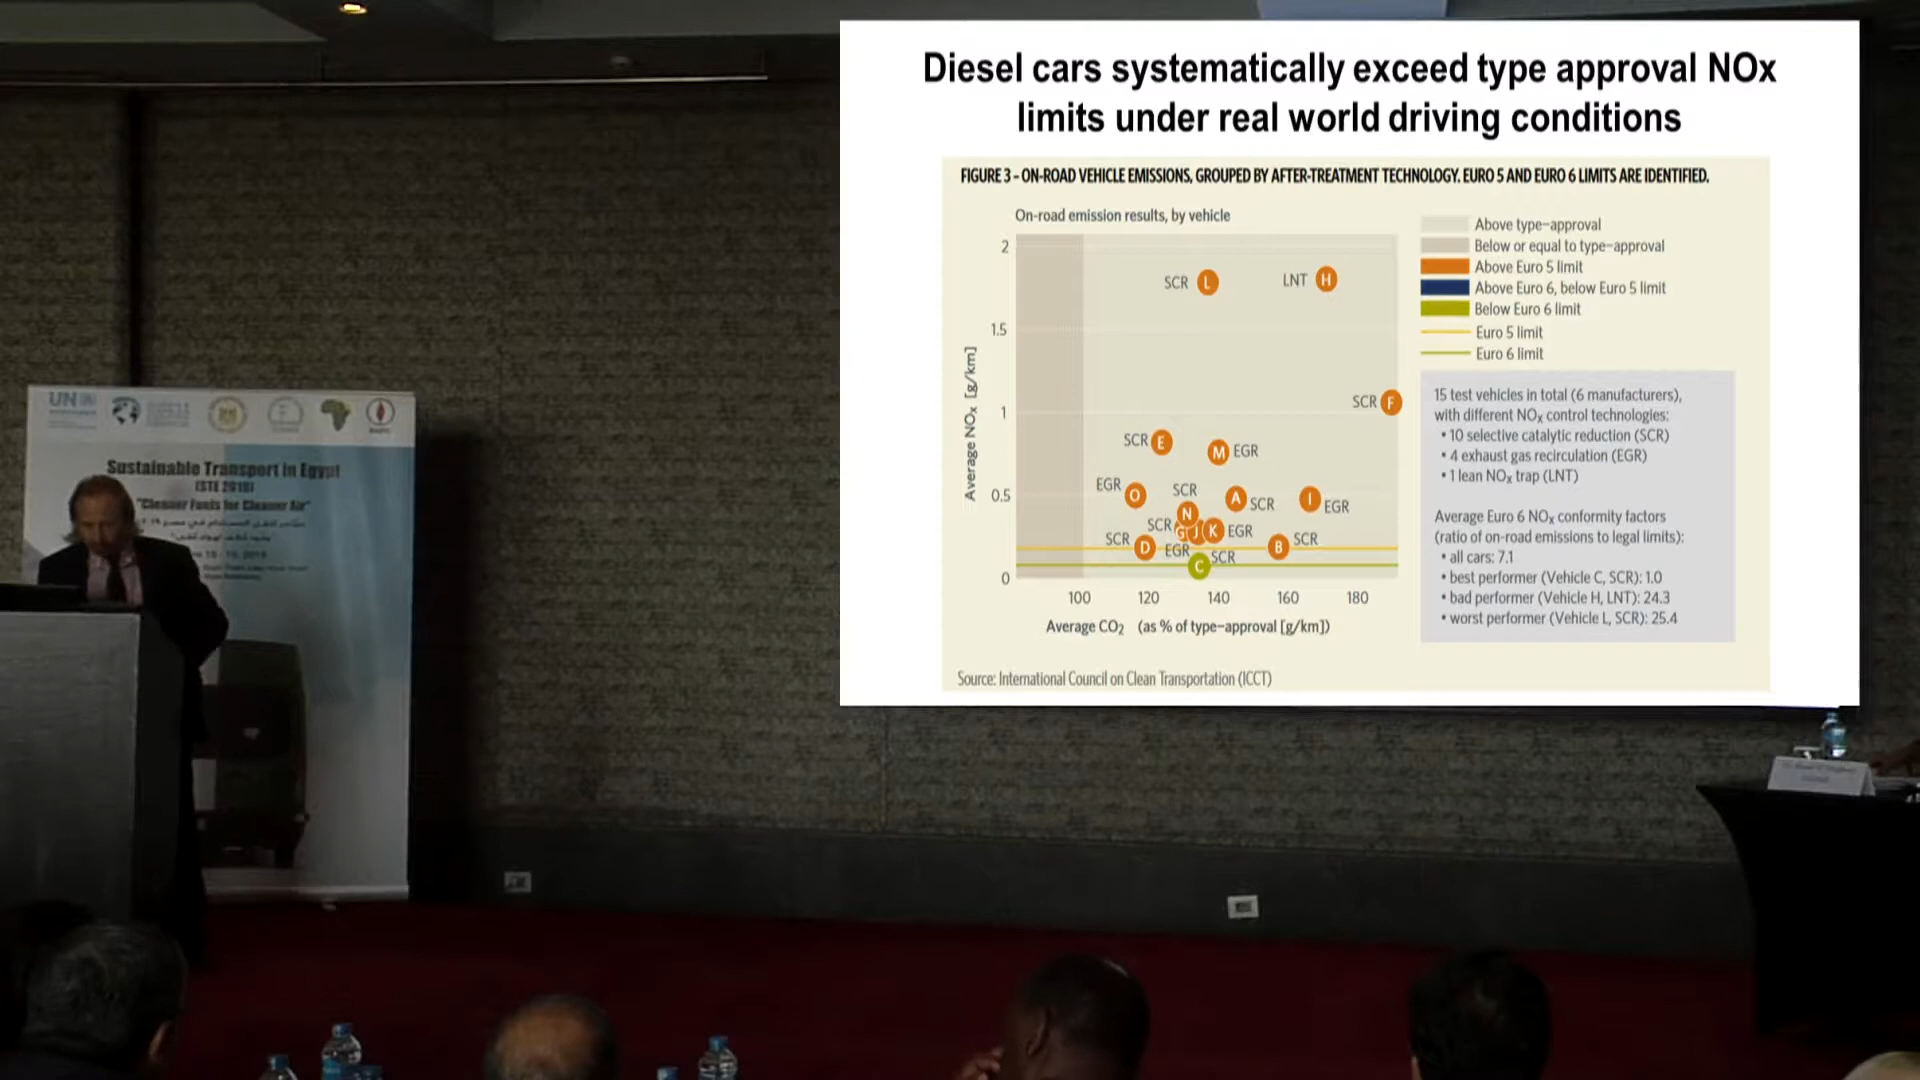 Diesel cars systematically exceed type approval NOx
limits under real world driving conditions
FIGURE 3 – ON-ROAD VEHICLE EMISSIONS, GROUPED BY AFTER-TREATMENT TECHNOLOGY. EURO 5 AND EURO 6 LIMITS ARE IDENTIFIED.
On-road emission results, by vehicle
2
1.5
1
0.5
0
Average NOx [g/km]
SCR L
LNT H
SCR F
SCR E
M EGR
EGR O
SCR N
A SCR
I EGR
SCR G
J
EGR
K EGR
SCR D
B SCR
C SCR
100 120 140 160 180
Average CO2 (as % of type-approval [g/km])
Above type-approval
Below or equal to type-approval
Above Euro 5 limit
Above Euro 6, below Euro 5 limit
Below Euro 6 limit
Euro 5 limit
Euro 6 limit
15 test vehicles in total (6 manufacturers),
with different NOx control technologies:
• 10 selective catalytic reduction (SCR)
• 4 exhaust gas recirculation (EGR)
• 1 lean NOx trap (LNT)
Average Euro 6 NOx conformity factors
(ratio of on-road emissions to legal limits):
• all cars: 7.1
• best performer (Vehicle C, SCR): 1.0
• bad performer (Vehicle H, LNT): 24.3
• worst performer (Vehicle L, SCR): 25.4
Source: International Council on Clean Transportation (ICCT)
UN
Sustainable Transport in Egypt
(STE 2019)
"Cleaner Fuels for Cleaner Air"